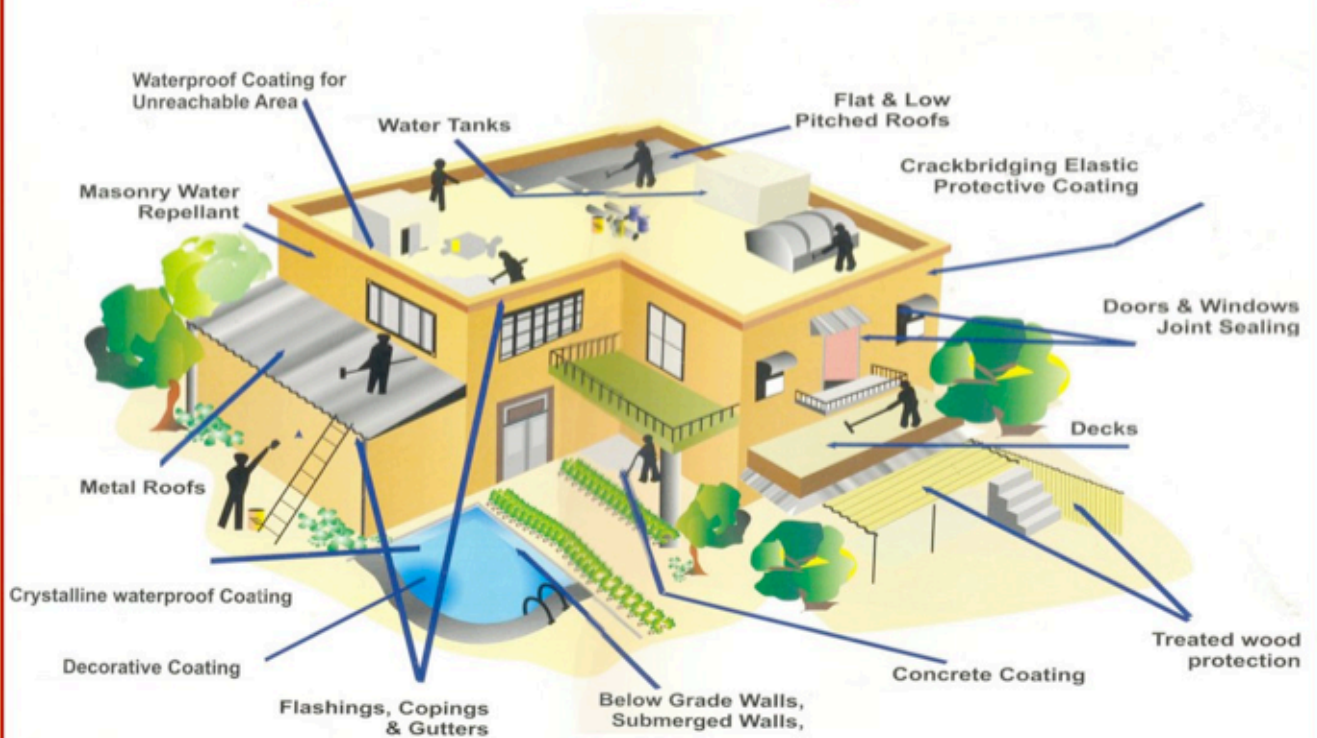 Waterproof Coating for
Unreachable Area
Water Tanks
Flat & Low
Pitched Roofs
Crackbridging Elastic
Protective Coating
Masonry Water
Repellant
Doors & Windows
Joint Sealing
Decks
Metal Roofs
Crystalline waterproof Coating
Decorative Coating
Flashings, Copings
& Gutters
Below Grade Walls,
Submerged Walls,
Concrete Coating
Treated wood
protection